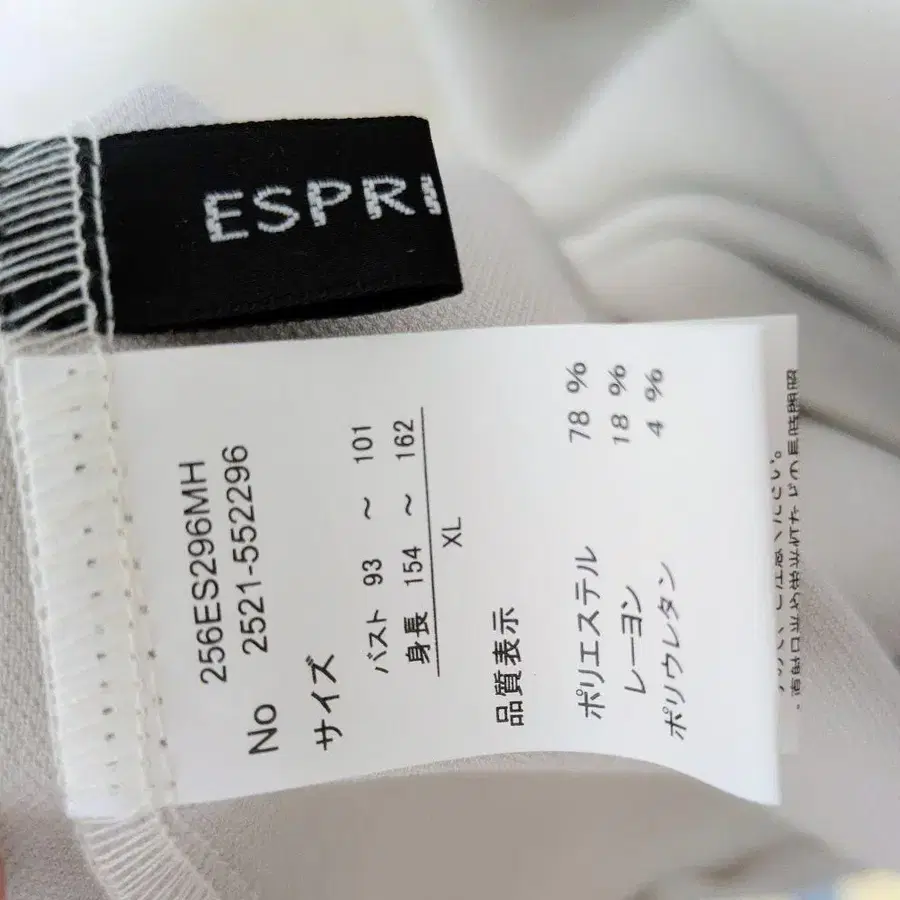 ESPRI
256ES296MH
No 2521-552296
サイズ
バスト 93 ～ 101
身長 154 ～ 162
XL
品質表示
ポリエステル 78 %
レーヨン 18 %
ポリウレタン 4 %